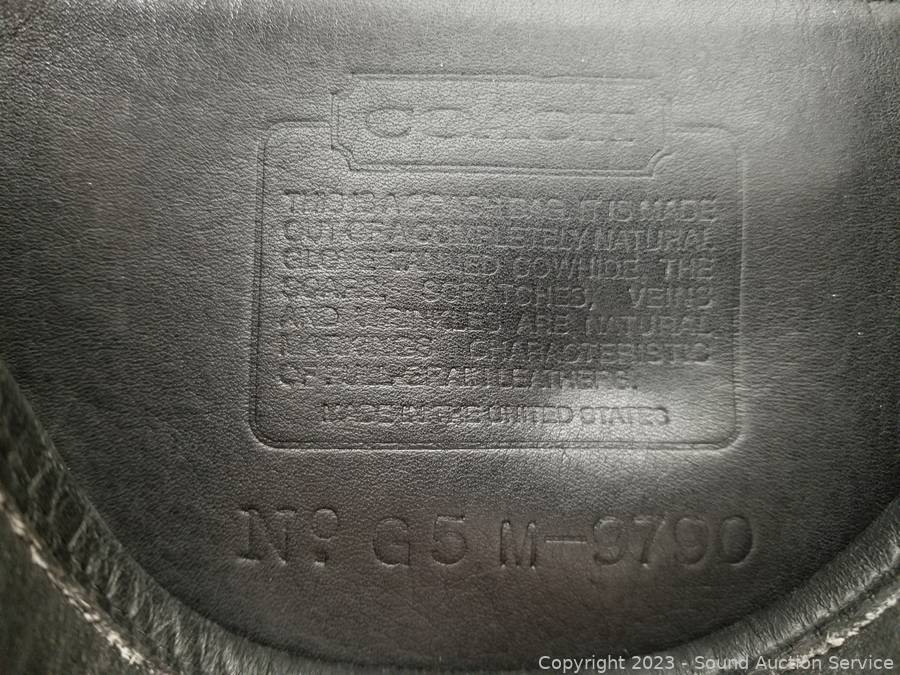 COACH
THIS IS A COACH BAG. IT IS MADE
OUT OF A COMPLETELY NATURAL
GLOVE TANNED COWHIDE. THE
SCARS, SCRATCHES, VEINS
AND WRINKLES ARE NATURAL
MARKINGS CHARACTERISTIC
OF FULL GRAIN LEATHERS.
MADE IN THE UNITED STATES
Nº G5M-9790
Copyright 2023 - Sound Auction Service